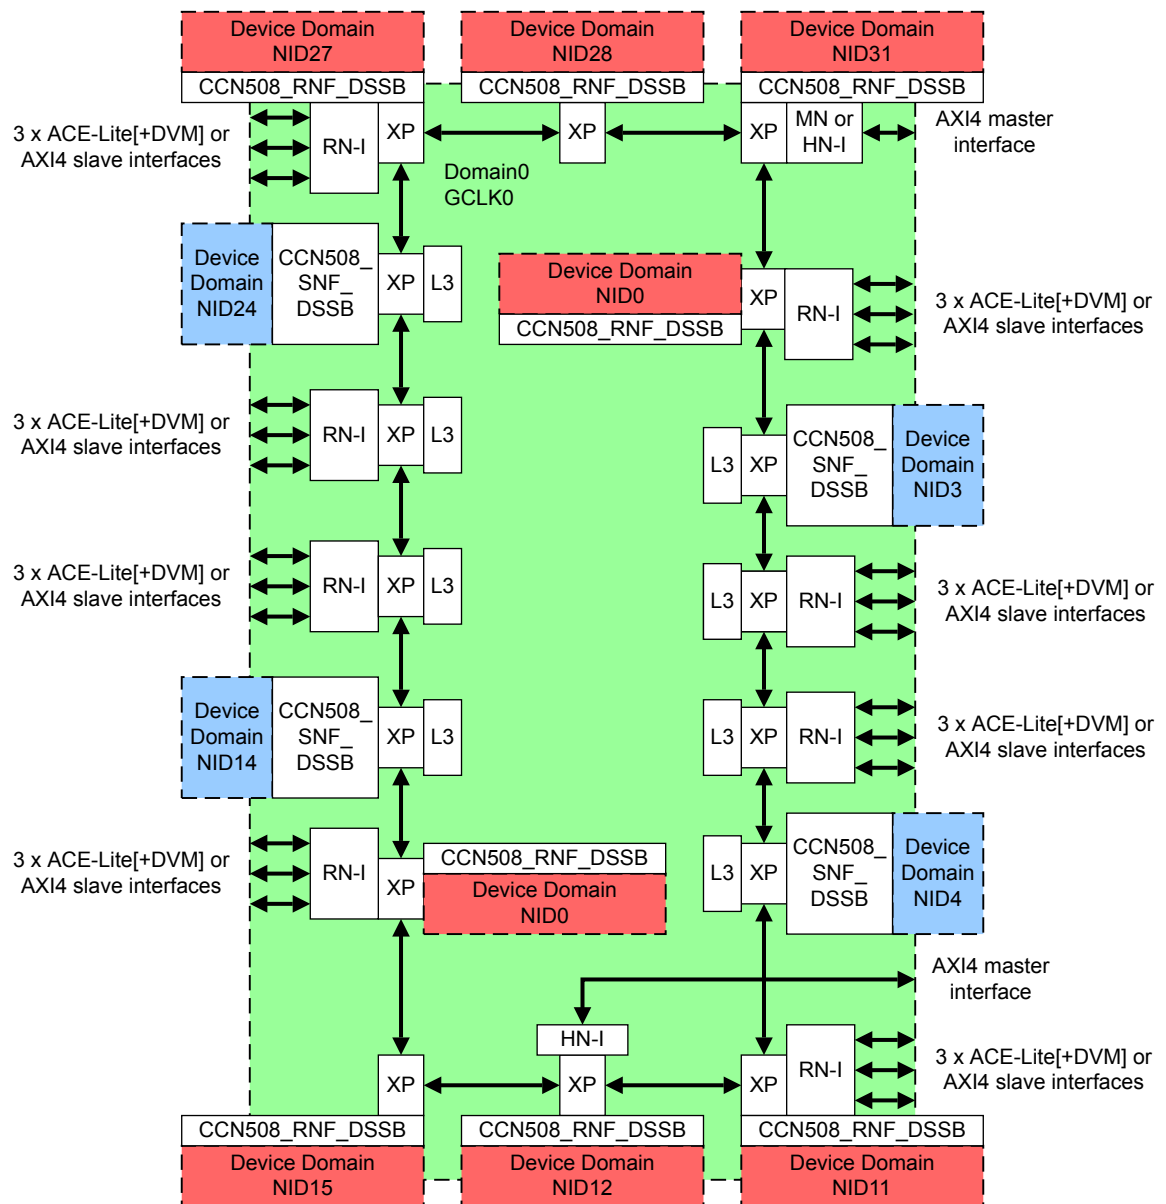 Device Domain
NID27
Device Domain
NID28
Device Domain
NID31
CCN508_RNF_DSSB
CCN508_RNF_DSSB
CCN508_RNF_DSSB
3 x ACE-Lite[+DVM] or
AXI4 slave interfaces
RN-I
XP
XP
XP
MN or
HN-I
AXI4 master
interface
Domain0
GCLK0
Device
Domain
NID24
CCN508_
SNF_
DSSB
XP
L3
Device Domain
NID0
CCN508_RNF_DSSB
XP
RN-I
3 x ACE-Lite[+DVM] or
AXI4 slave interfaces
3 x ACE-Lite[+DVM] or
AXI4 slave interfaces
RN-I
XP
L3
L3
XP
CCN508_
SNF_
DSSB
Device
Domain
NID3
3 x ACE-Lite[+DVM] or
AXI4 slave interfaces
RN-I
XP
L3
L3
XP
RN-I
3 x ACE-Lite[+DVM] or
AXI4 slave interfaces
Device
Domain
NID14
CCN508_
SNF_
DSSB
XP
L3
L3
XP
RN-I
3 x ACE-Lite[+DVM] or
AXI4 slave interfaces
3 x ACE-Lite[+DVM] or
AXI4 slave interfaces
RN-I
XP
CCN508_RNF_DSSB
Device Domain
NID0
L3
XP
CCN508_
SNF_
DSSB
Device
Domain
NID4
AXI4 master
interface
HN-I
XP
XP
XP
RN-I
3 x ACE-Lite[+DVM] or
AXI4 slave interfaces
CCN508_RNF_DSSB
CCN508_RNF_DSSB
CCN508_RNF_DSSB
Device Domain
NID15
Device Domain
NID12
Device Domain
NID11